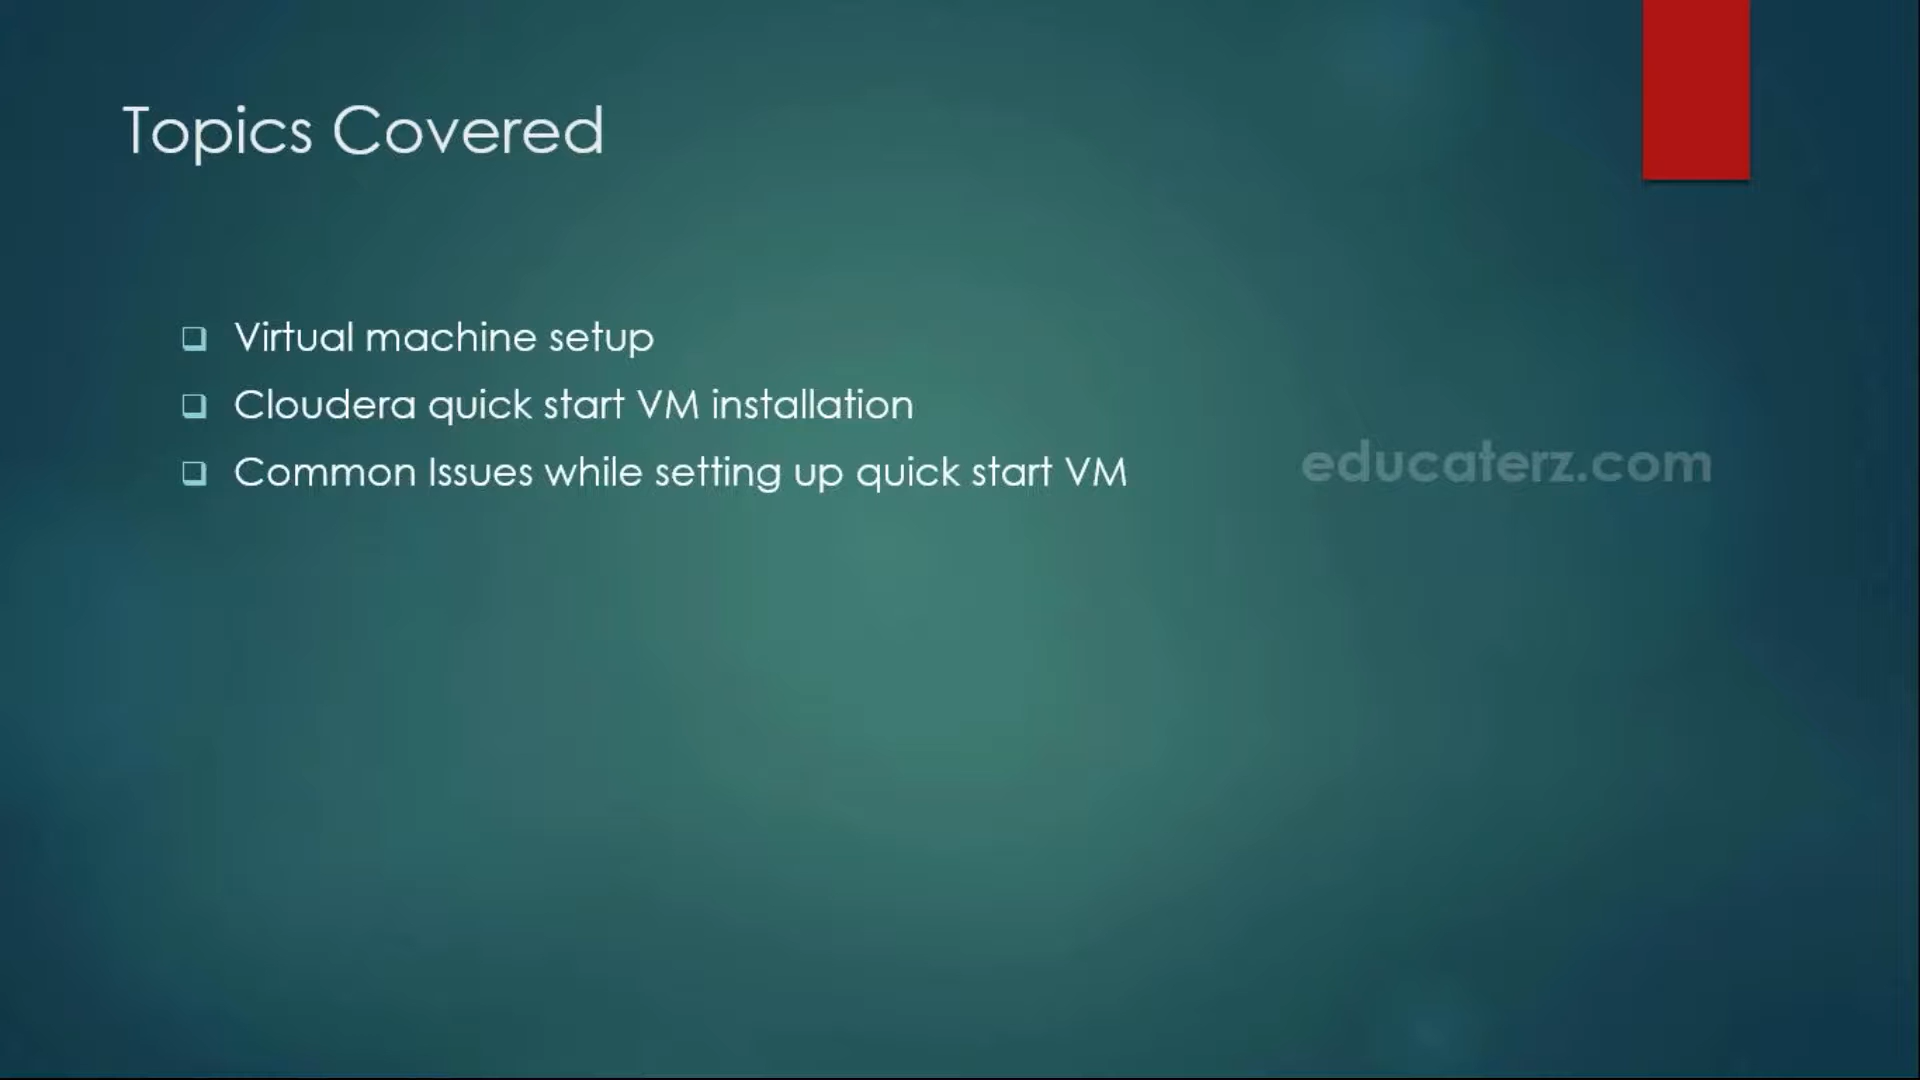 Topics Covered
Virtual machine setup
Cloudera quick start VM installation
Common Issues while setting up quick start VM
educaterz.com